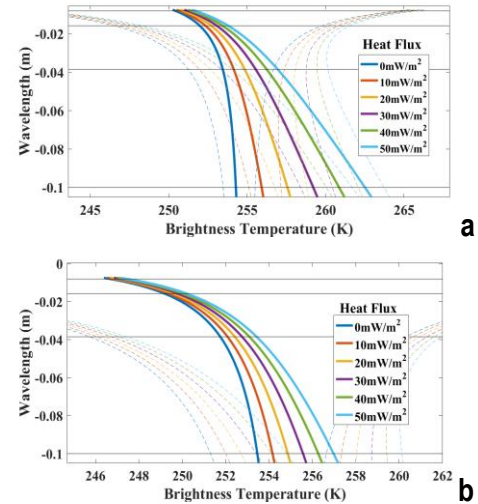 -0.02
-0.04
-0.06
-0.08
-0.1
Wavelength (m)
Heat Flux
0mW/m²
10mW/m²
20mW/m²
30mW/m²
40mW/m²
50mW/m²
245 250 255 260 265
Brightness Temperature (K)
a
0
-0.02
-0.04
-0.06
-0.08
-0.1
Wavelength (m)
Heat Flux
0mW/m²
10mW/m²
20mW/m²
30mW/m²
40mW/m²
50mW/m²
246 248 250 252 254 256 258 260 262
Brightness Temperature (K)
b